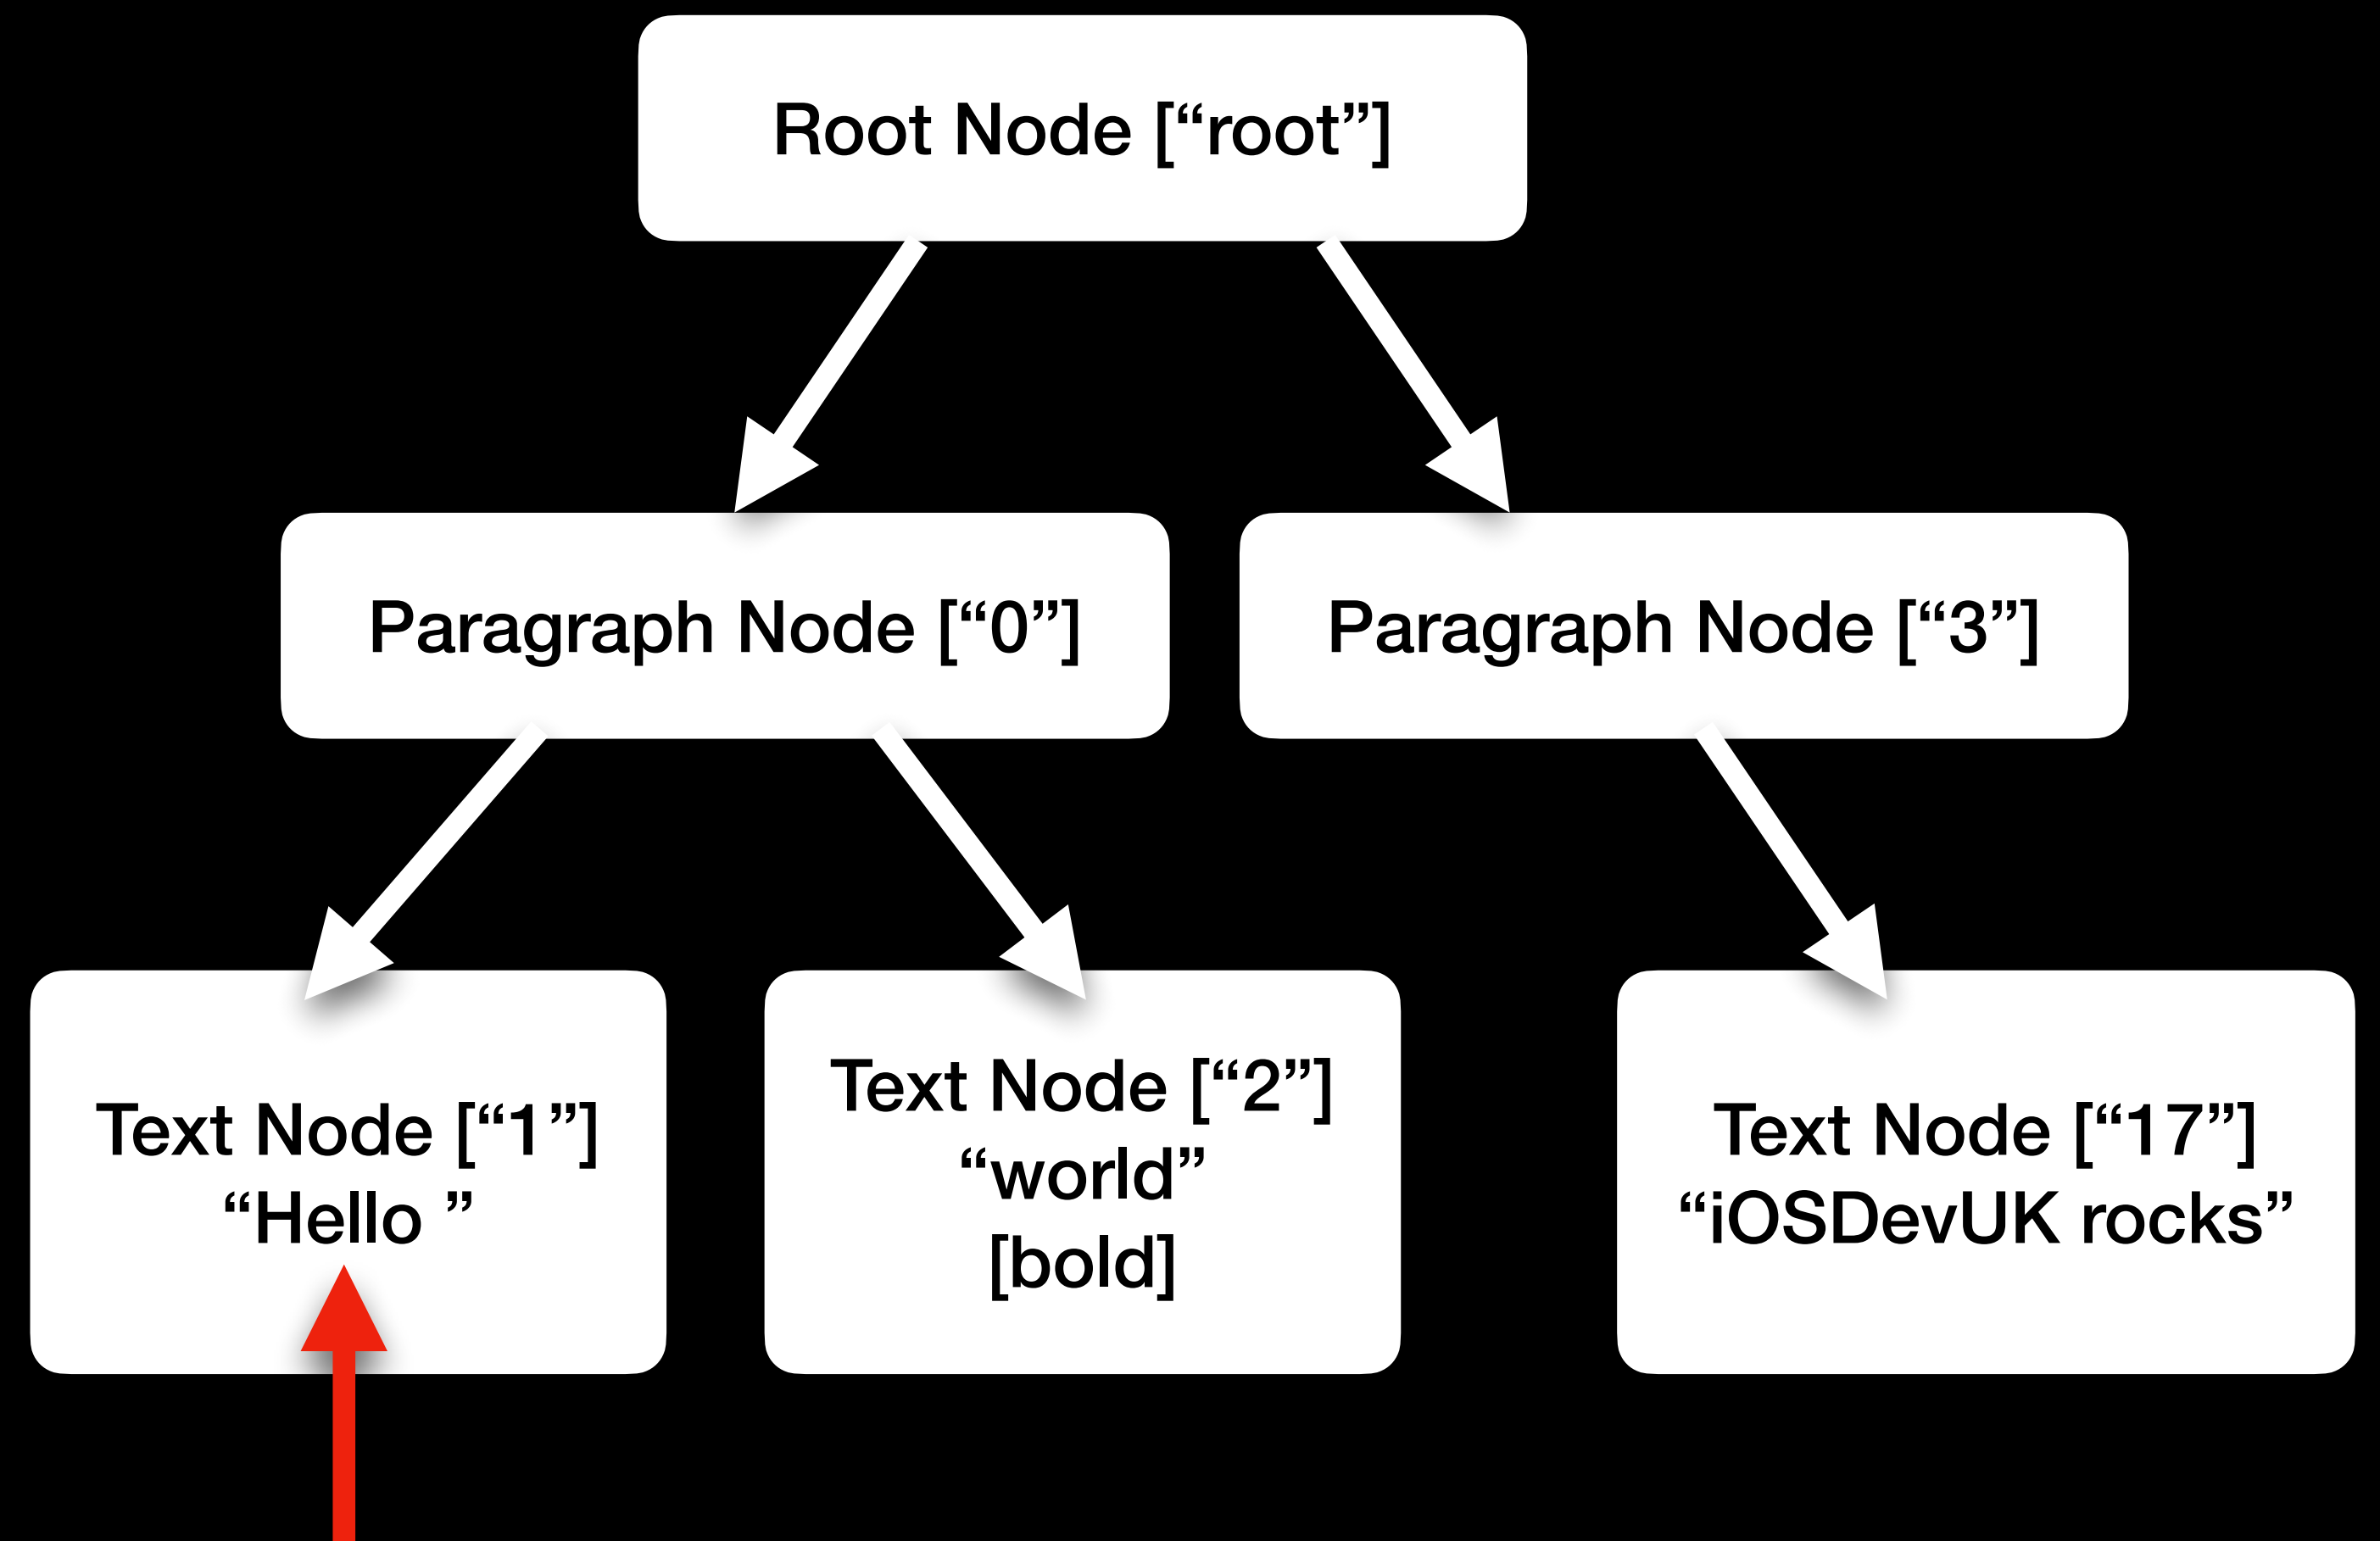 Root Node [“root”]
Paragraph Node [“0”]
Paragraph Node [“3”]
Text Node [“1”]
“Hello ”
Text Node [“2”]
“world”
[bold]
Text Node [“17”]
“iOSDevUK rocks”